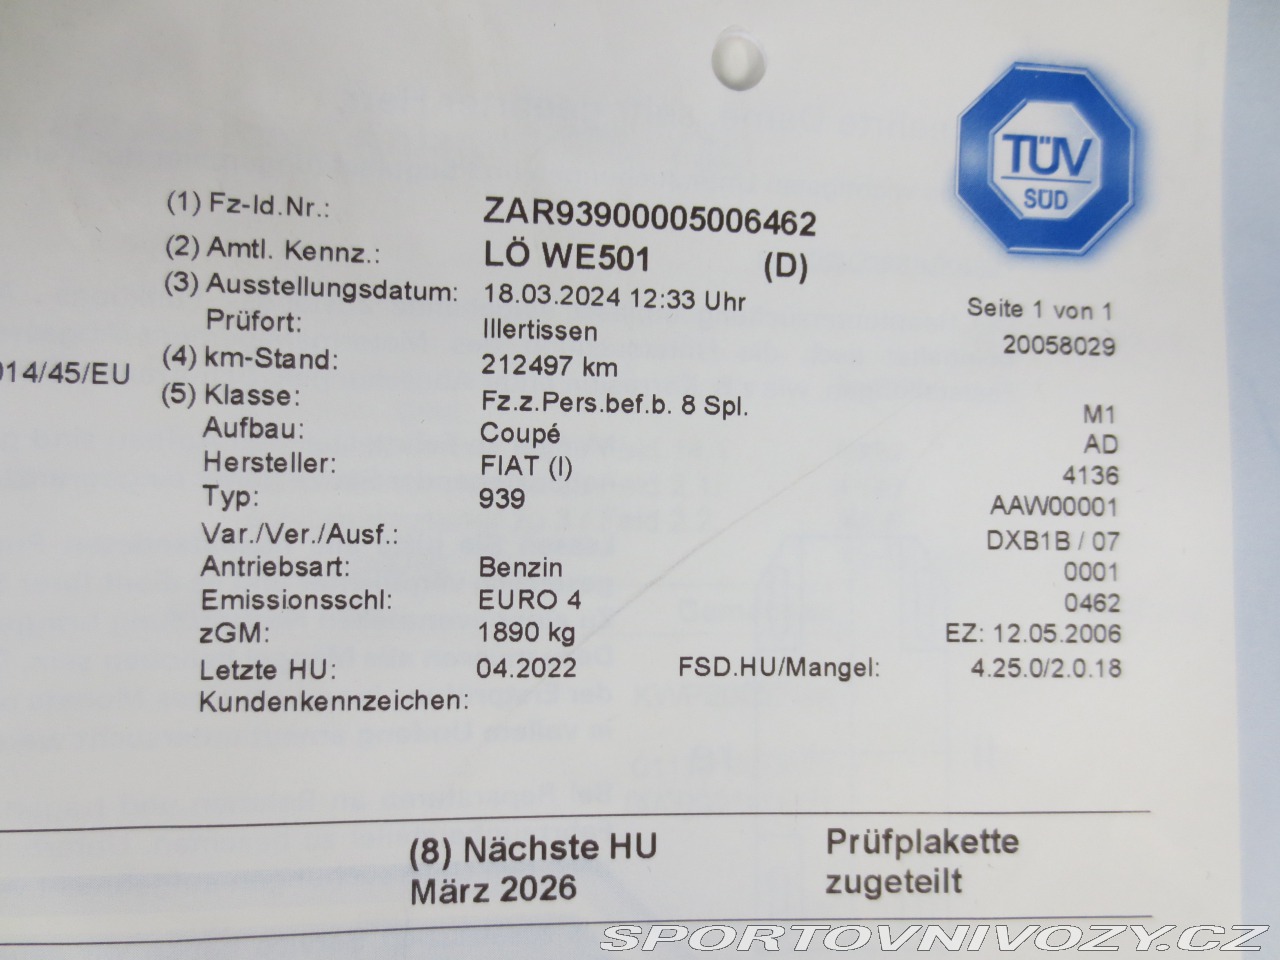 TÜV
SÜD
(1) Fz-Id.Nr.: ZAR93900005006462
(2) Amtl. Kennz.: LÖ WE501 (D)
(3) Ausstellungsdatum: 18.03.2024 12:33 Uhr Seite 1 von 1
Prüfort: Illertissen 20058029
014/45/EU (4) km-Stand: 212497 km
(5) Klasse: Fz.z.Pers.bef.b. 8 Spl. M1
Aufbau: Coupé AD
Hersteller: FIAT (I) 4136
Typ: 939 AAW00001
Var./Ver./Ausf.: DXB1B / 07
Antriebsart: Benzin 0001
Emissionsschl: EURO 4 0462
zGM: 1890 kg EZ: 12.05.2006
Letzte HU: 04.2022 FSD.HU/Mangel: 4.25.0/2.0.18
Kundenkennzeichen:
(8) Nächste HU Prüfplakette
März 2026 zugeteilt
SPORTOVNIVOZY.CZ